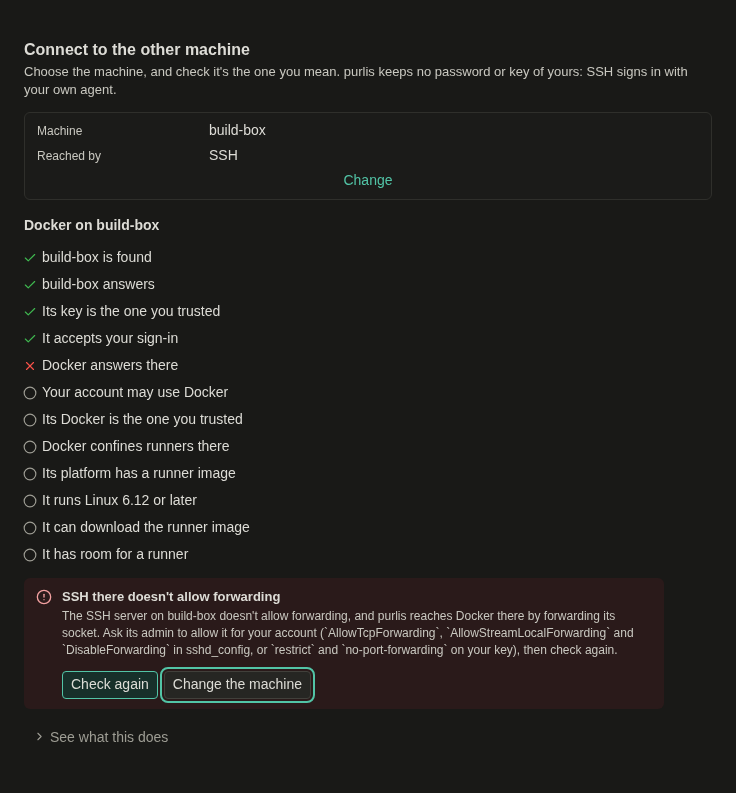 Connect to the other machine
Choose the machine, and check it's the one you mean. purlis keeps no password or key of yours: SSH signs in with
your own agent.
Machine build-box
Reached by SSH
Change
Docker on build-box
build-box is found
build-box answers
Its key is the one you trusted
It accepts your sign-in
Docker answers there
Your account may use Docker
Its Docker is the one you trusted
Docker confines runners there
Its platform has a runner image
It runs Linux 6.12 or later
It can download the runner image
It has room for a runner
SSH there doesn't allow forwarding
The SSH server on build-box doesn't allow forwarding, and purlis reaches Docker there by forwarding its
socket. Ask its admin to allow it for your account (`AllowTcpForwarding`, `AllowStreamLocalForwarding` and
`DisableForwarding` in sshd_config, or `restrict` and `no-port-forwarding` on your key), then check again.
Check again Change the machine
See what this does